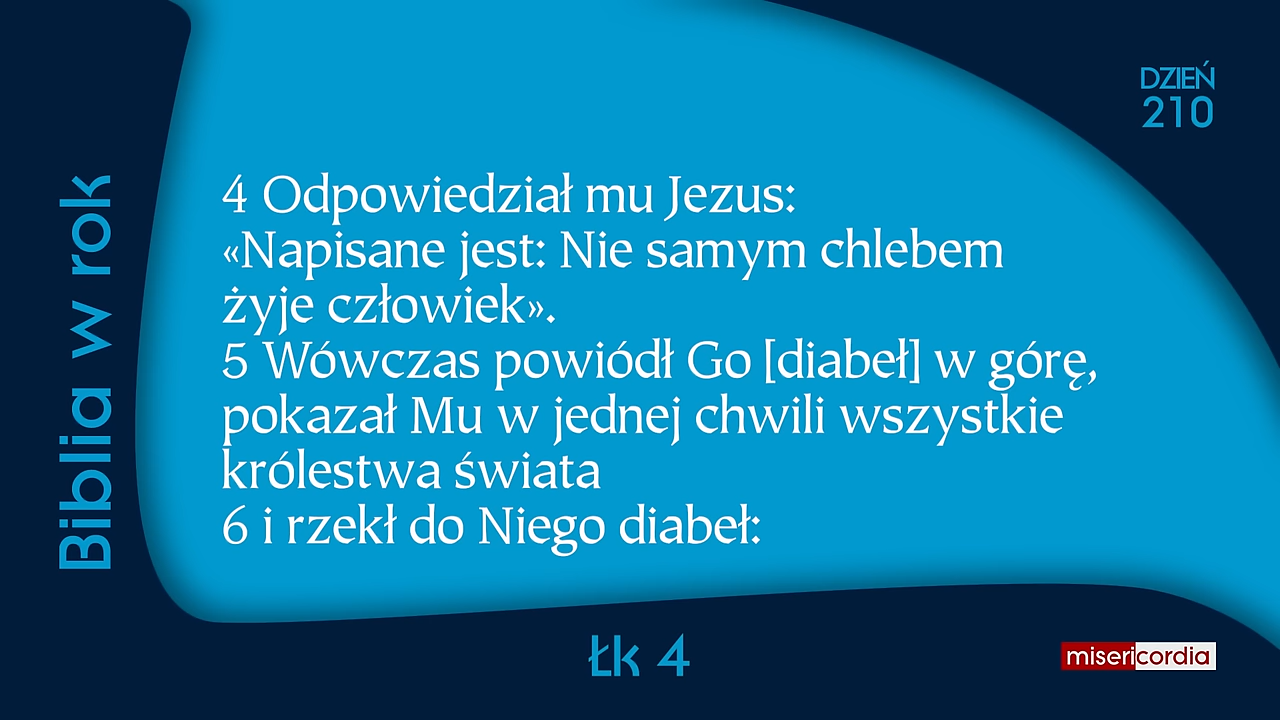 DZIEŃ
210
Biblia w rok
4 Odpowiedział mu Jezus:
«Napisane jest: Nie samym chlebem
żyje człowiek».
5 Wówczas powiódł Go [diabeł] w górę,
pokazał Mu w jednej chwili wszystkie
królestwa świata
6 i rzekł do Niego diabeł:
Łk 4
misericordia